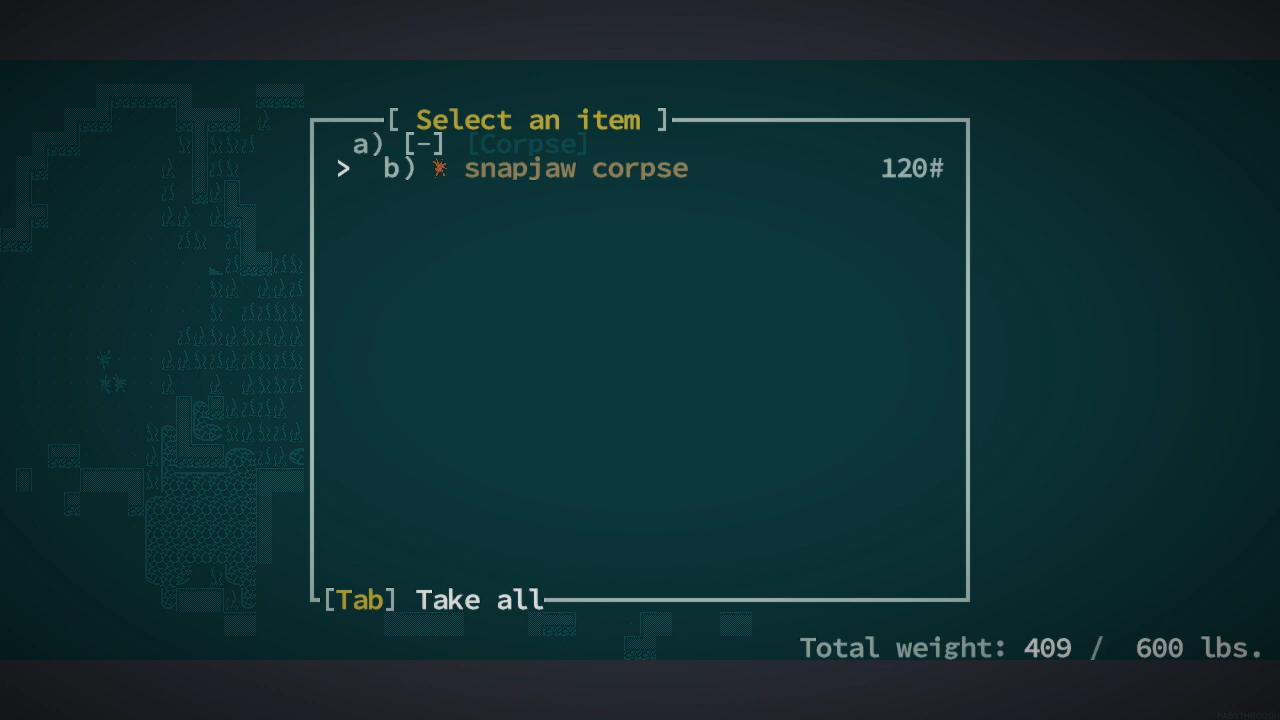 [ Select an item ]
a) [-] [Corpse]
> b) snapjaw corpse 120#
[Tab] Take all
Total weight: 409 / 600 lbs.